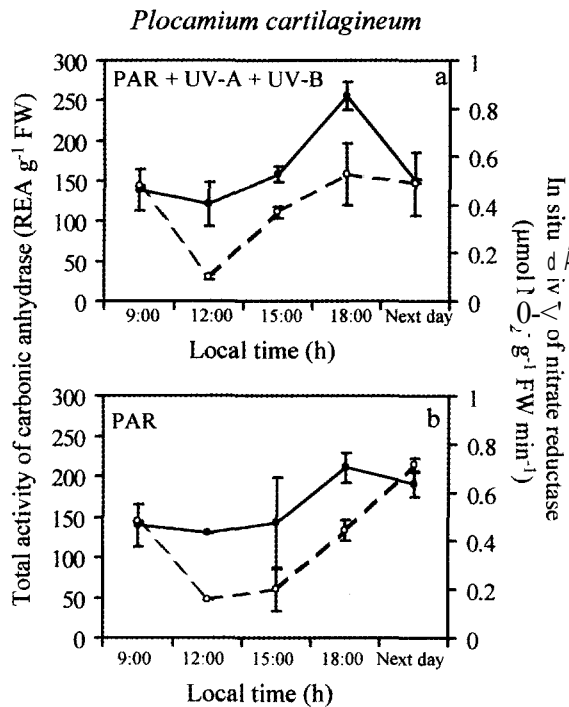 Plocamium cartilagineum
Total activity of carbonic anhydrase (REA g⁻¹ FW)
PAR + UV-A + UV-B
a
300
250
200
150
100
50
0
1
0.8
0.6
0.4
0.2
0
9:00 12:00 15:00 18:00 Next day
Local time (h)
PAR
b
300
250
200
150
100
50
0
1
0.8
0.6
0.4
0.2
0
9:00 12:00 15:00 18:00 Next day
Local time (h)
In situ of nitrate reductase
(μmol g⁻¹ FW min⁻¹)